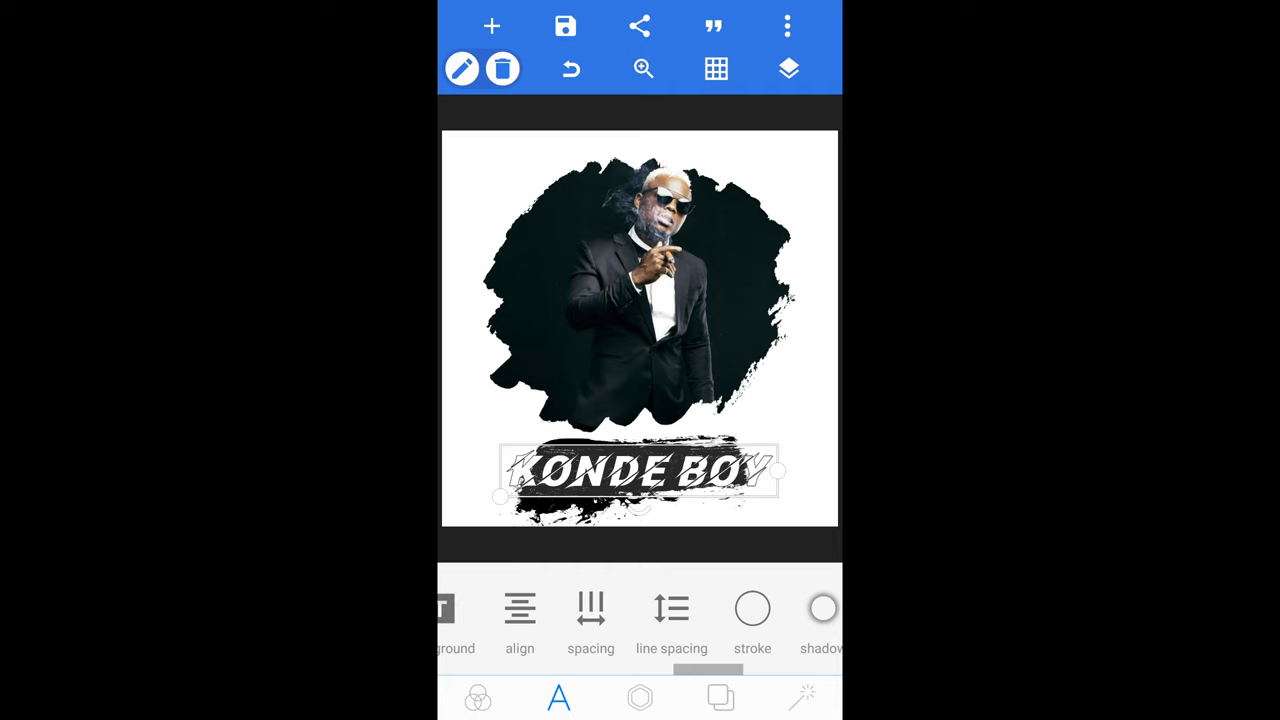 KONDE BOY
T
ground
align
spacing
line spacing
stroke
shadow
A